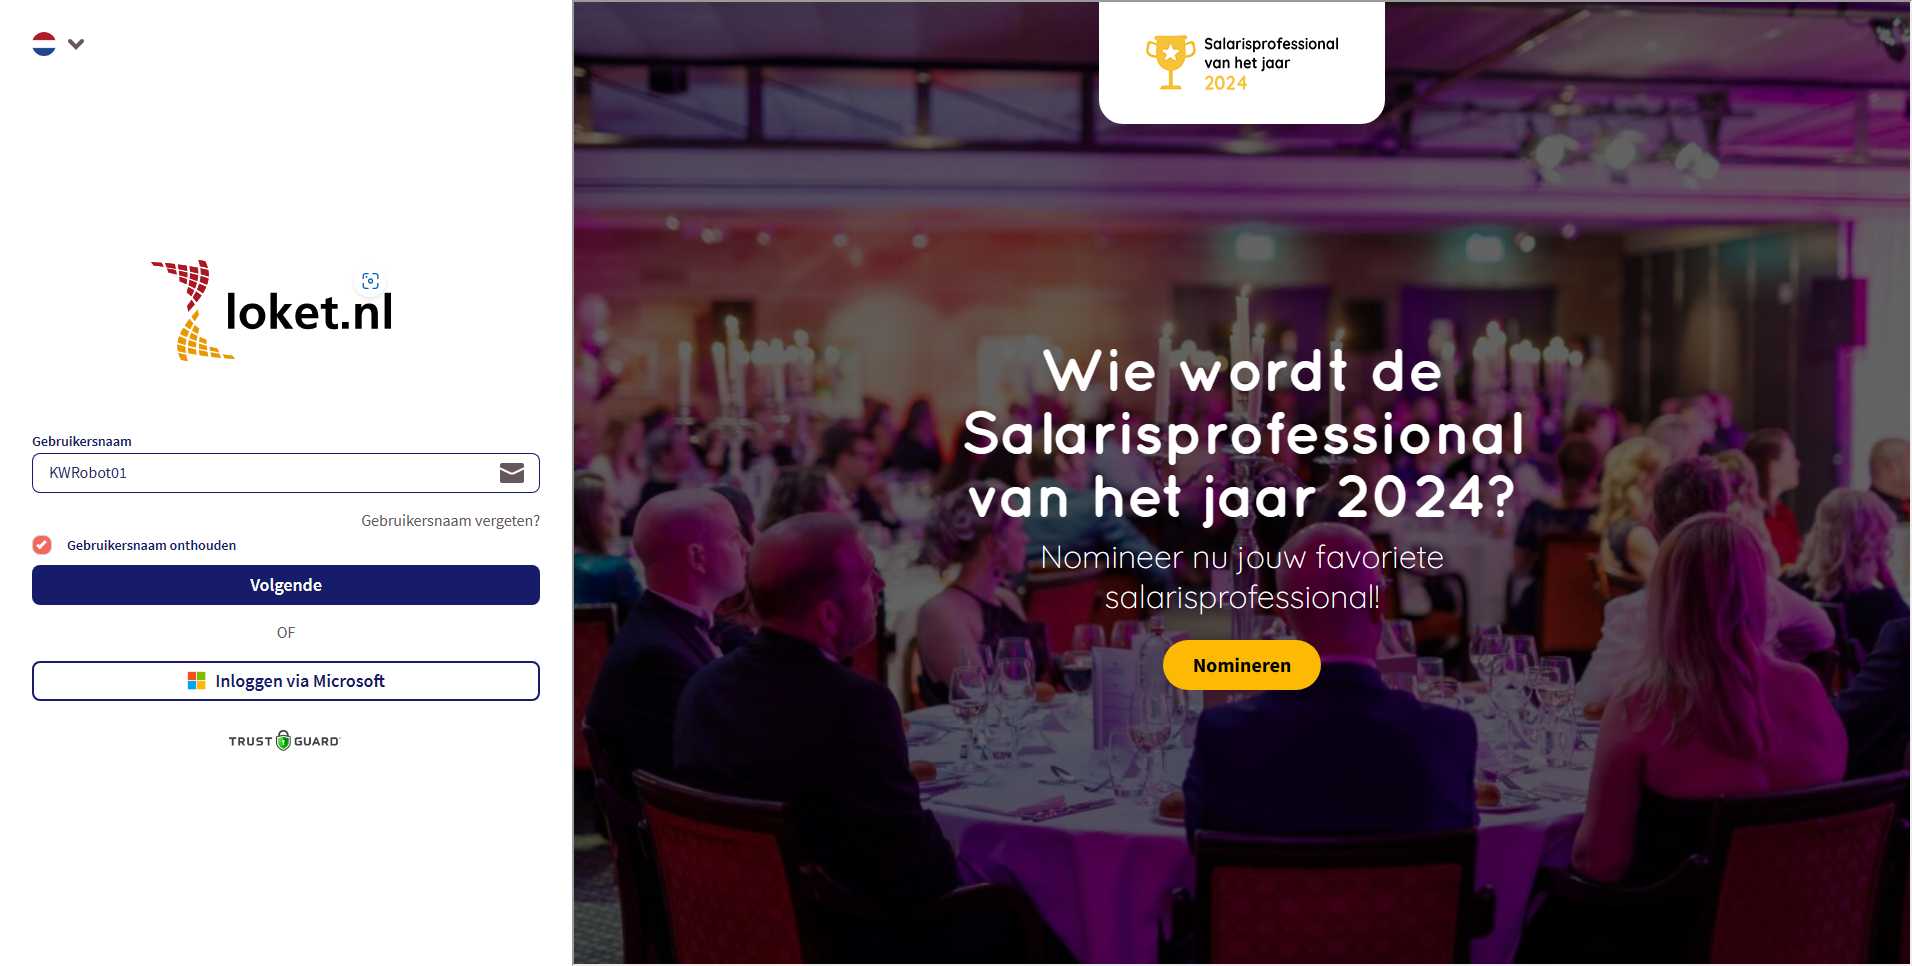 loket.nl
Gebruikersnaam
KWRobot01
Gebruikersnaam vergeten?
Gebruikersnaam onthouden
Volgende
OF
Inloggen via Microsoft
TRUST GUARD
Salarisprofessional
van het jaar
2024
Wie wordt de
Salarisprofessional
van het jaar 2024?
Nomineer nu jouw favoriete
salarisprofessional!
Nomineren